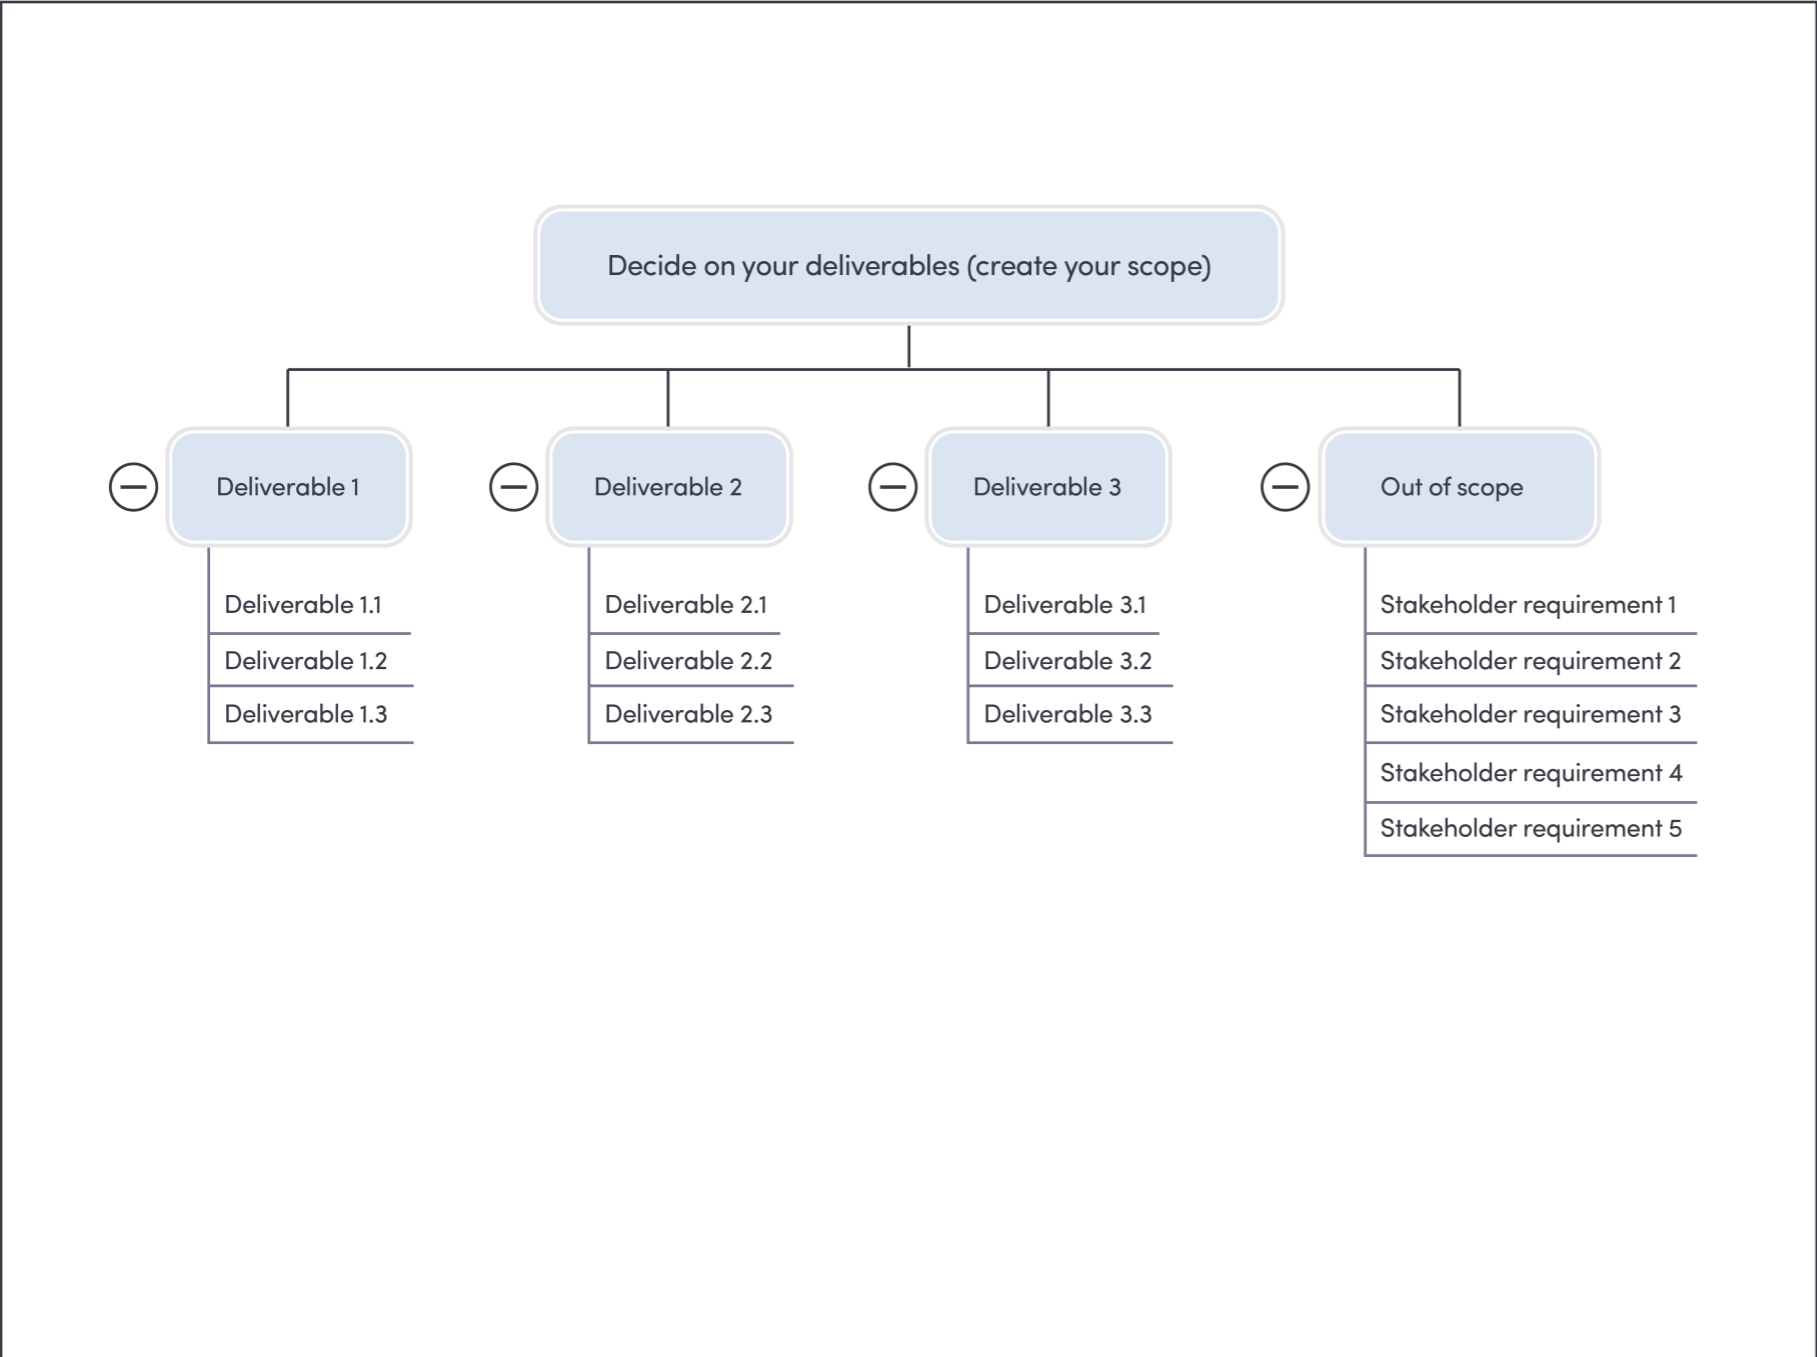 Decide on your deliverables (create your scope)
Deliverable 1
Deliverable 1.1
Deliverable 1.2
Deliverable 1.3
Deliverable 2
Deliverable 2.1
Deliverable 2.2
Deliverable 2.3
Deliverable 3
Deliverable 3.1
Deliverable 3.2
Deliverable 3.3
Out of scope
Stakeholder requirement 1
Stakeholder requirement 2
Stakeholder requirement 3
Stakeholder requirement 4
Stakeholder requirement 5